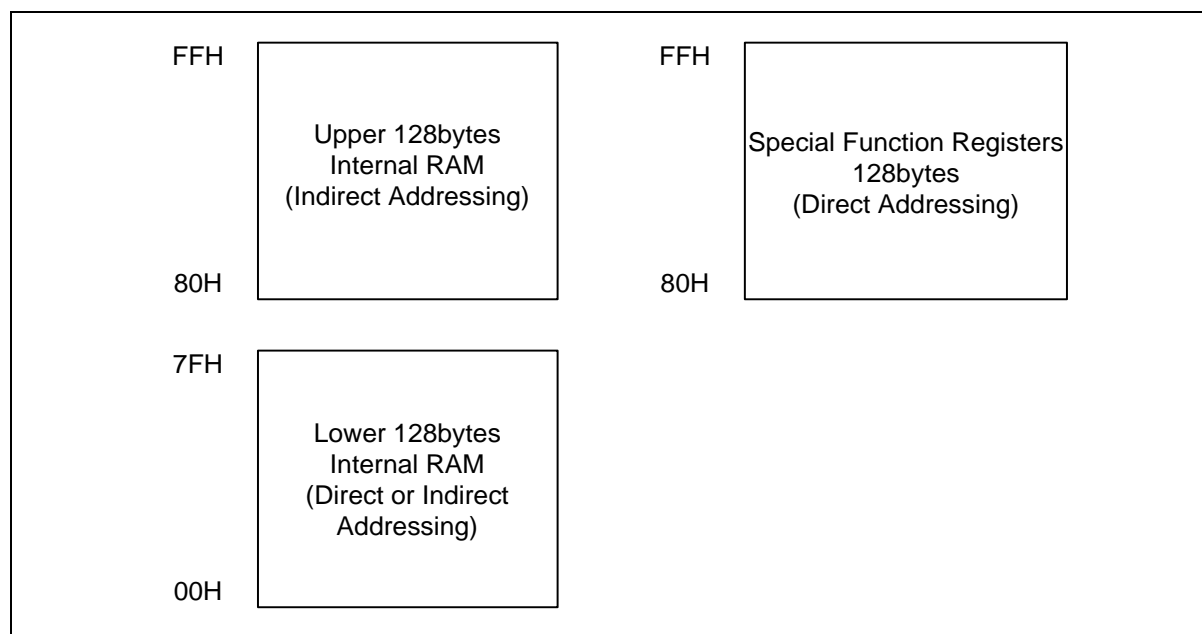 FFH
Upper 128bytes
Internal RAM
(Indirect Addressing)
80H
FFH
Special Function Registers
128bytes
(Direct Addressing)
80H
7FH
Lower 128bytes
Internal RAM
(Direct or Indirect
Addressing)
00H